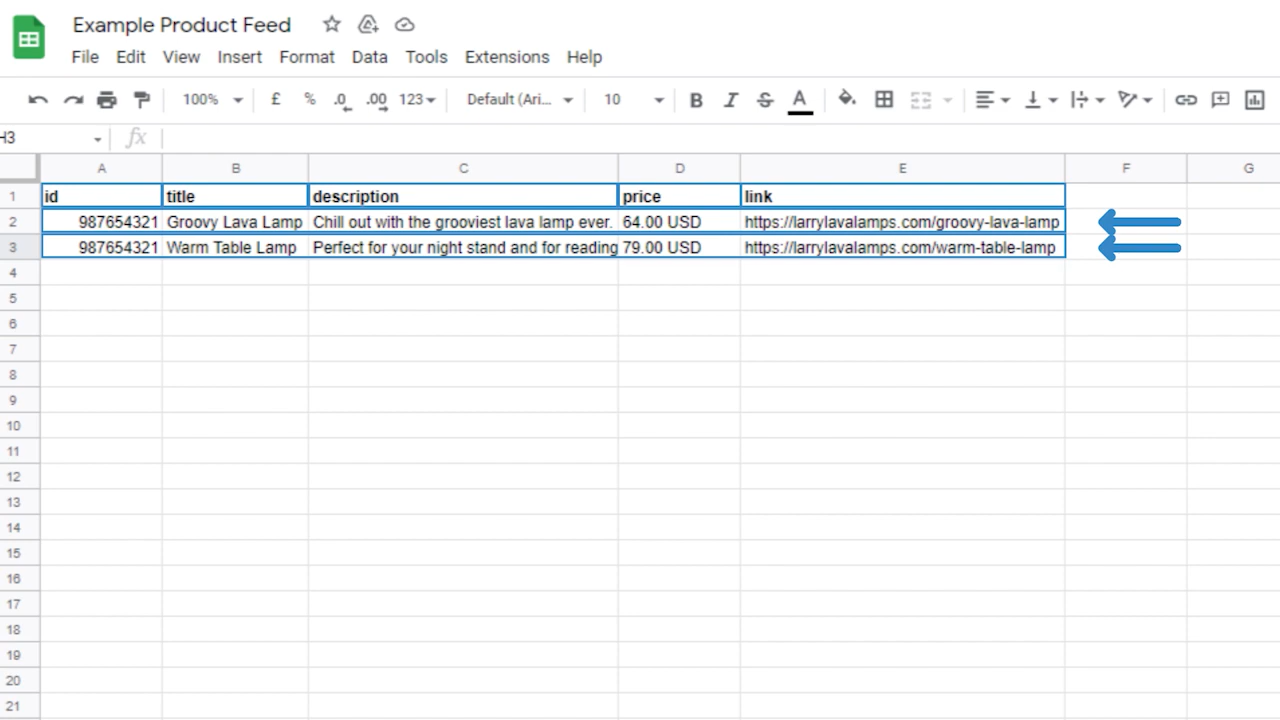 Example Product Feed
File Edit View Insert Format Data Tools Extensions Help
100% £ % .0 .00 123 Default (Ari... 10 B I S A
H3 fx
A B C D E F G
1 id title description price link
2 987654321 Groovy Lava Lamp Chill out with the grooviest lava lamp ever. 64.00 USD https://larrylavalamps.com/groovy-lava-lamp
3 987654321 Warm Table Lamp Perfect for your night stand and for reading 79.00 USD https://larrylavalamps.com/warm-table-lamp
4
5
6
7
8
9
10
11
12
13
14
15
16
17
18
19
20
21